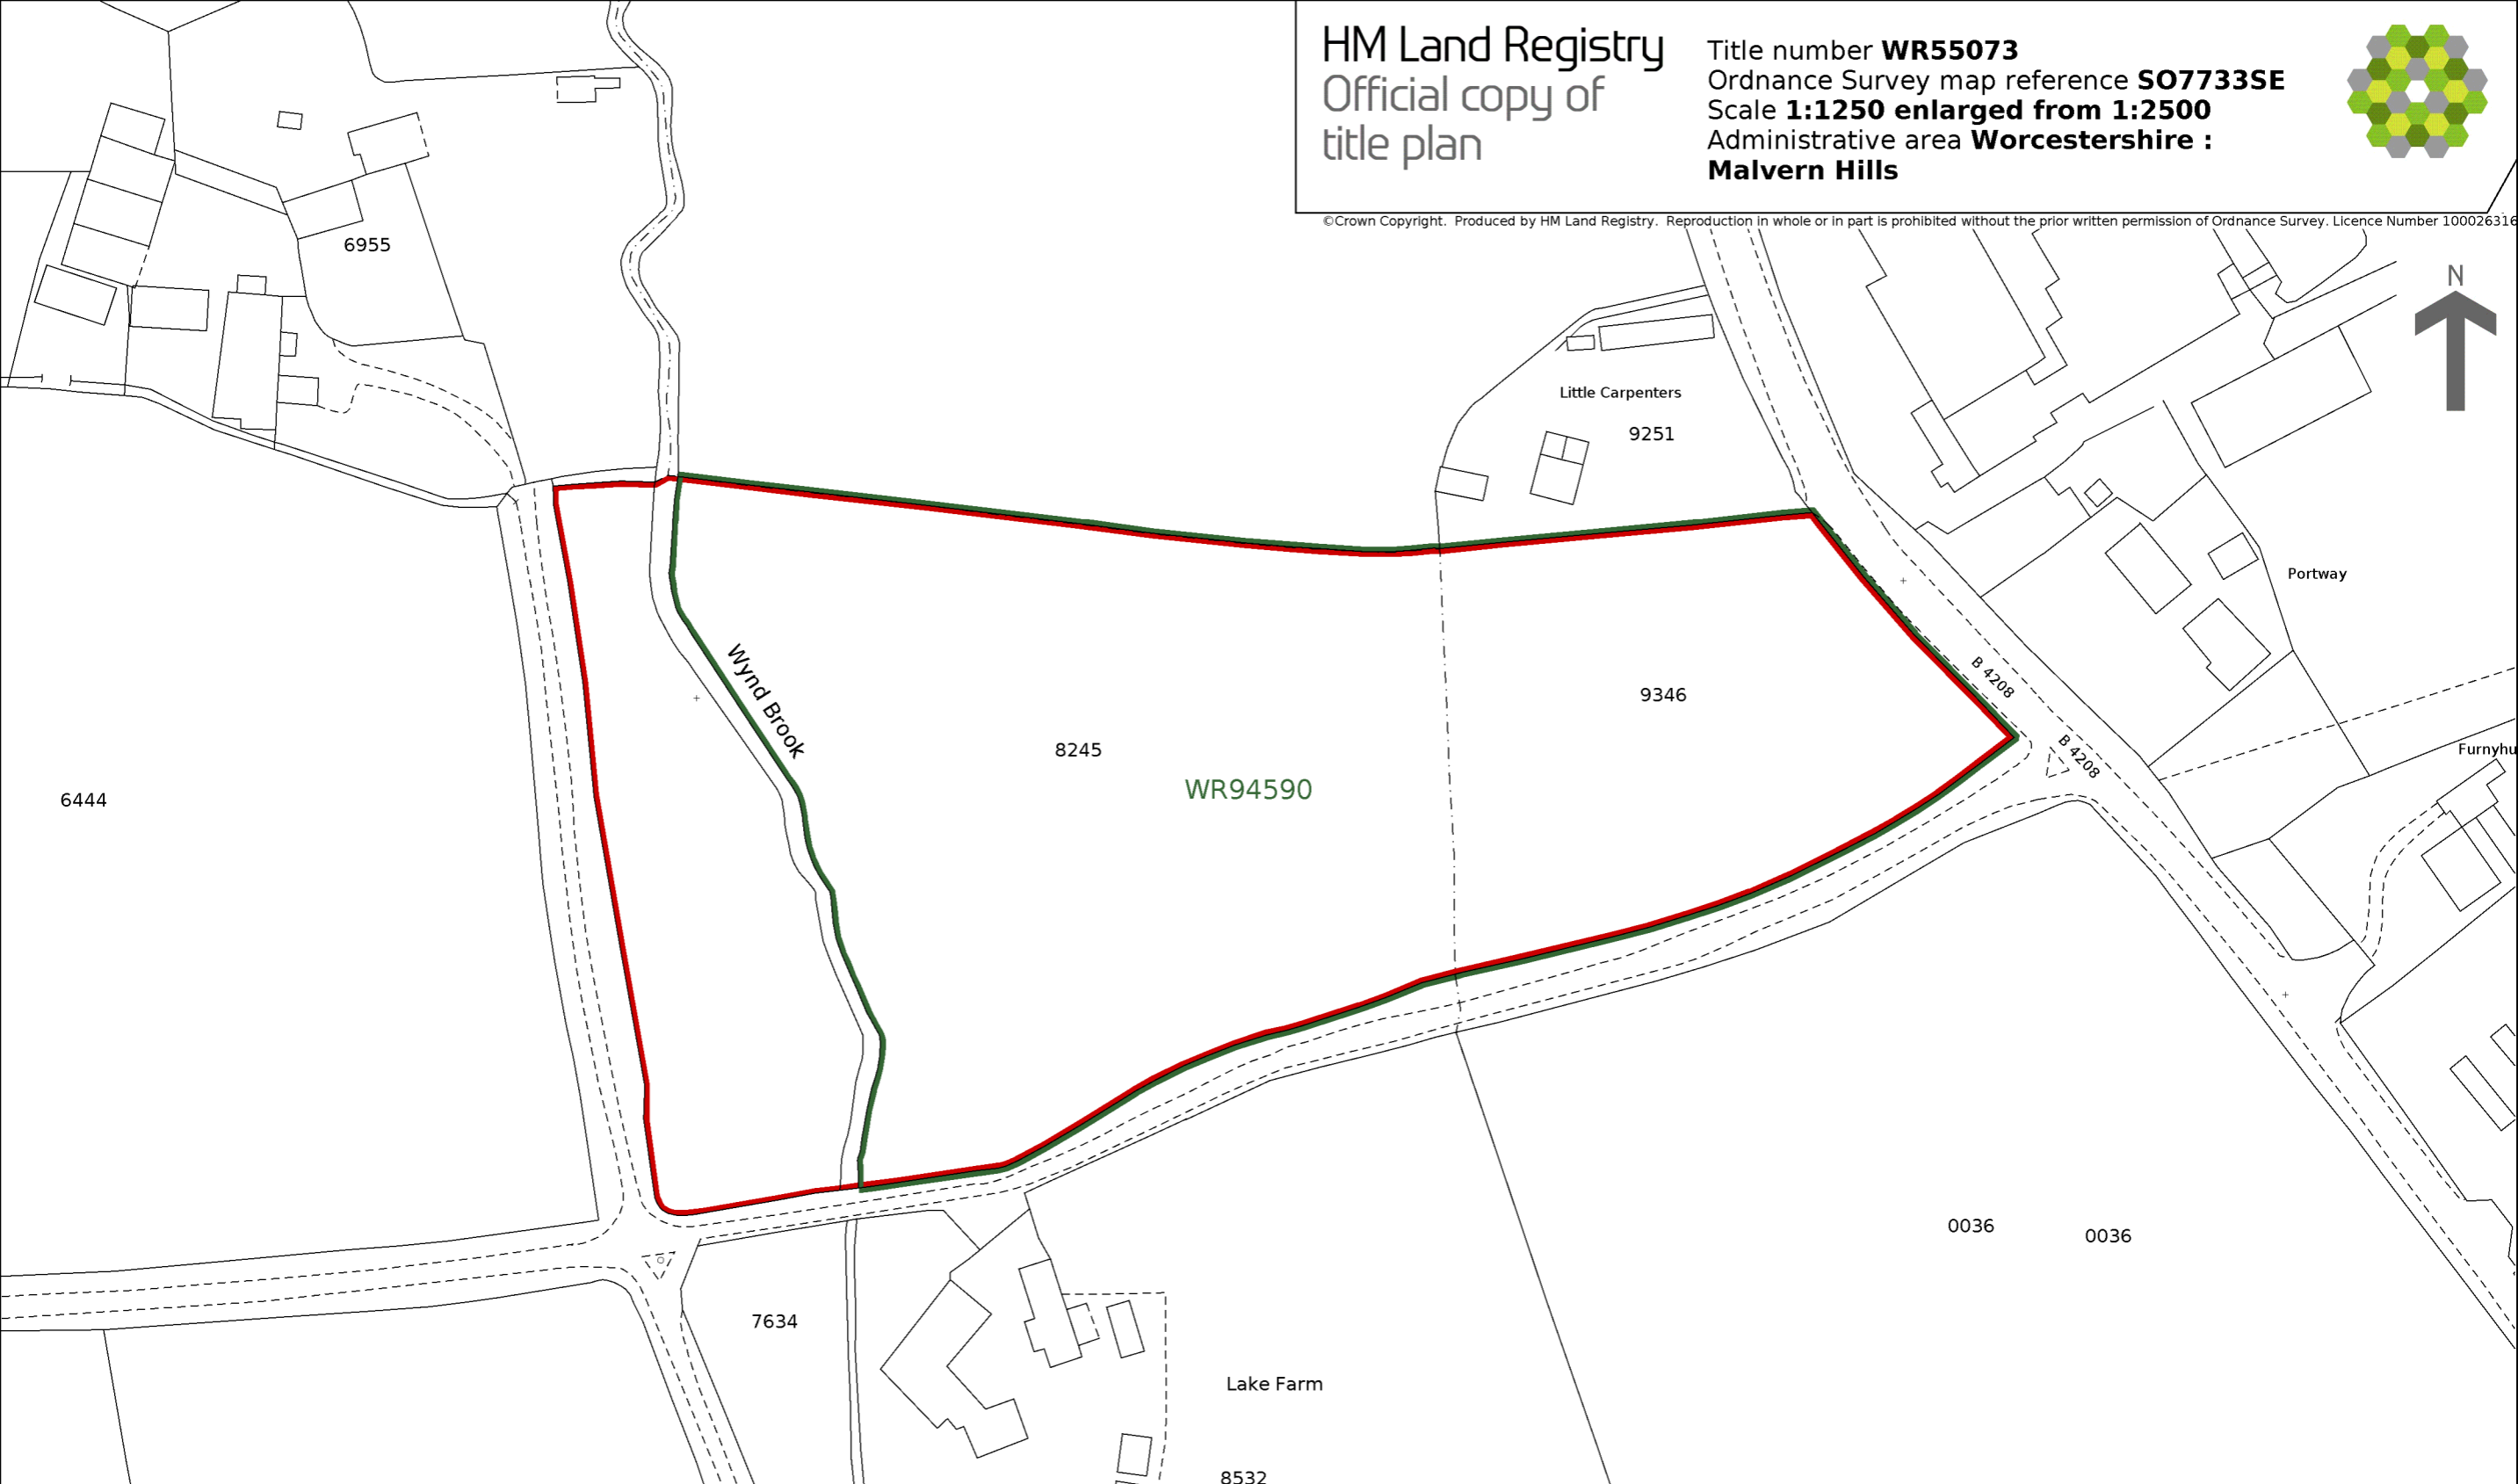 HM Land Registry
Official copy of
title plan
Title number WR55073
Ordnance Survey map reference SO7733SE
Scale 1:1250 enlarged from 1:2500
Administrative area Worcestershire :
Malvern Hills
©Crown Copyright. Produced by HM Land Registry. Reproduction in whole or in part is prohibited without the prior written permission of Ordnance Survey. Licence Number 100026316
6955
N
Little Carpenters
9251
Portway
Wynd Brook
B 4208
9346
B 4208
8245
Furnyhu
WR94590
6444
0036
0036
7634
Lake Farm
8532